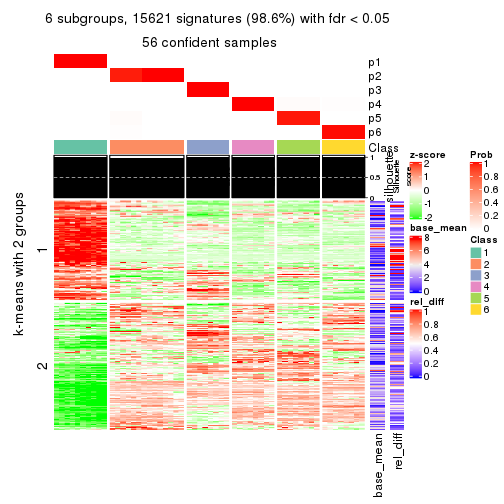 6 subgroups, 15621 signatures (98.6%) with fdr < 0.05
56 confident samples
p1
p2
p3
p4
p5
p6
Class
1
0.5
0
silhouette
Silhouette
score
k-means with 2 groups
1
2
base_mean
rel_diff
z-score
2
1
0
-1
-2
base_mean
8
6
4
2
0
rel_diff
1
0.8
0.6
0.4
0.2
0
Prob
1
0.8
0.6
0.4
0.2
0
Class
1
2
3
4
5
6